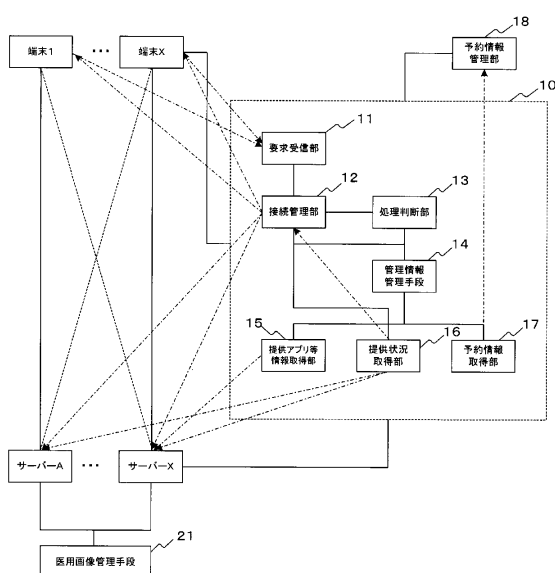 18
端末1
・・・
端末X
予約情報
管理部
10
11
要求受信部
12
13
接続管理部
処理判断部
14
管理情報
管理手段
15
16
17
提供アプリ等
情報取得部
提供状況
取得部
予約情報
取得部
サーバーA
・・・
サーバーX
21
医用画像管理手段